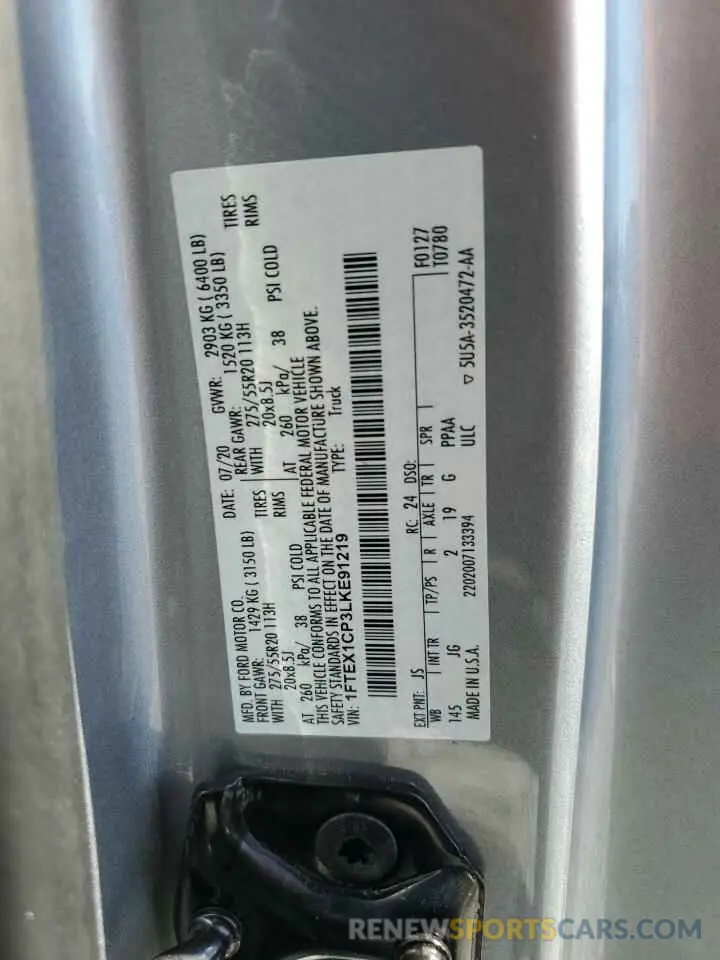 MFD. BY FORD MOTOR CO.
DATE: 07/20 GVWR: 2903 KG ( 6400 LB)
FRONT GAWR: 1429 KG ( 3150 LB) REAR GAWR: 1520 KG ( 3350 LB)
WITH 275/55R20 113H TIRES WITH 275/55R20 113H TIRES
20x8.5J RIMS 20x8.5J RIMS
AT 260 kPa/ 38 PSI COLD AT 260 kPa/ 38 PSI COLD
THIS VEHICLE CONFORMS TO ALL APPLICABLE FEDERAL MOTOR VEHICLE
SAFETY STANDARDS IN EFFECT ON THE DATE OF MANUFACTURE SHOWN ABOVE.
VIN: 1FTEX1CP3LKE91219 TYPE: Truck
EXT PNT: JS RC: 24 DSO: F0127
WB INT TR TP/PS R AXLE TR SPR T0780
145 JG 2 19 G PPAA
MADE IN U.S.A. 2202007133394 ULC ▽ 5U5A-3520472-AA
RENEWSPORTSCARS.COM